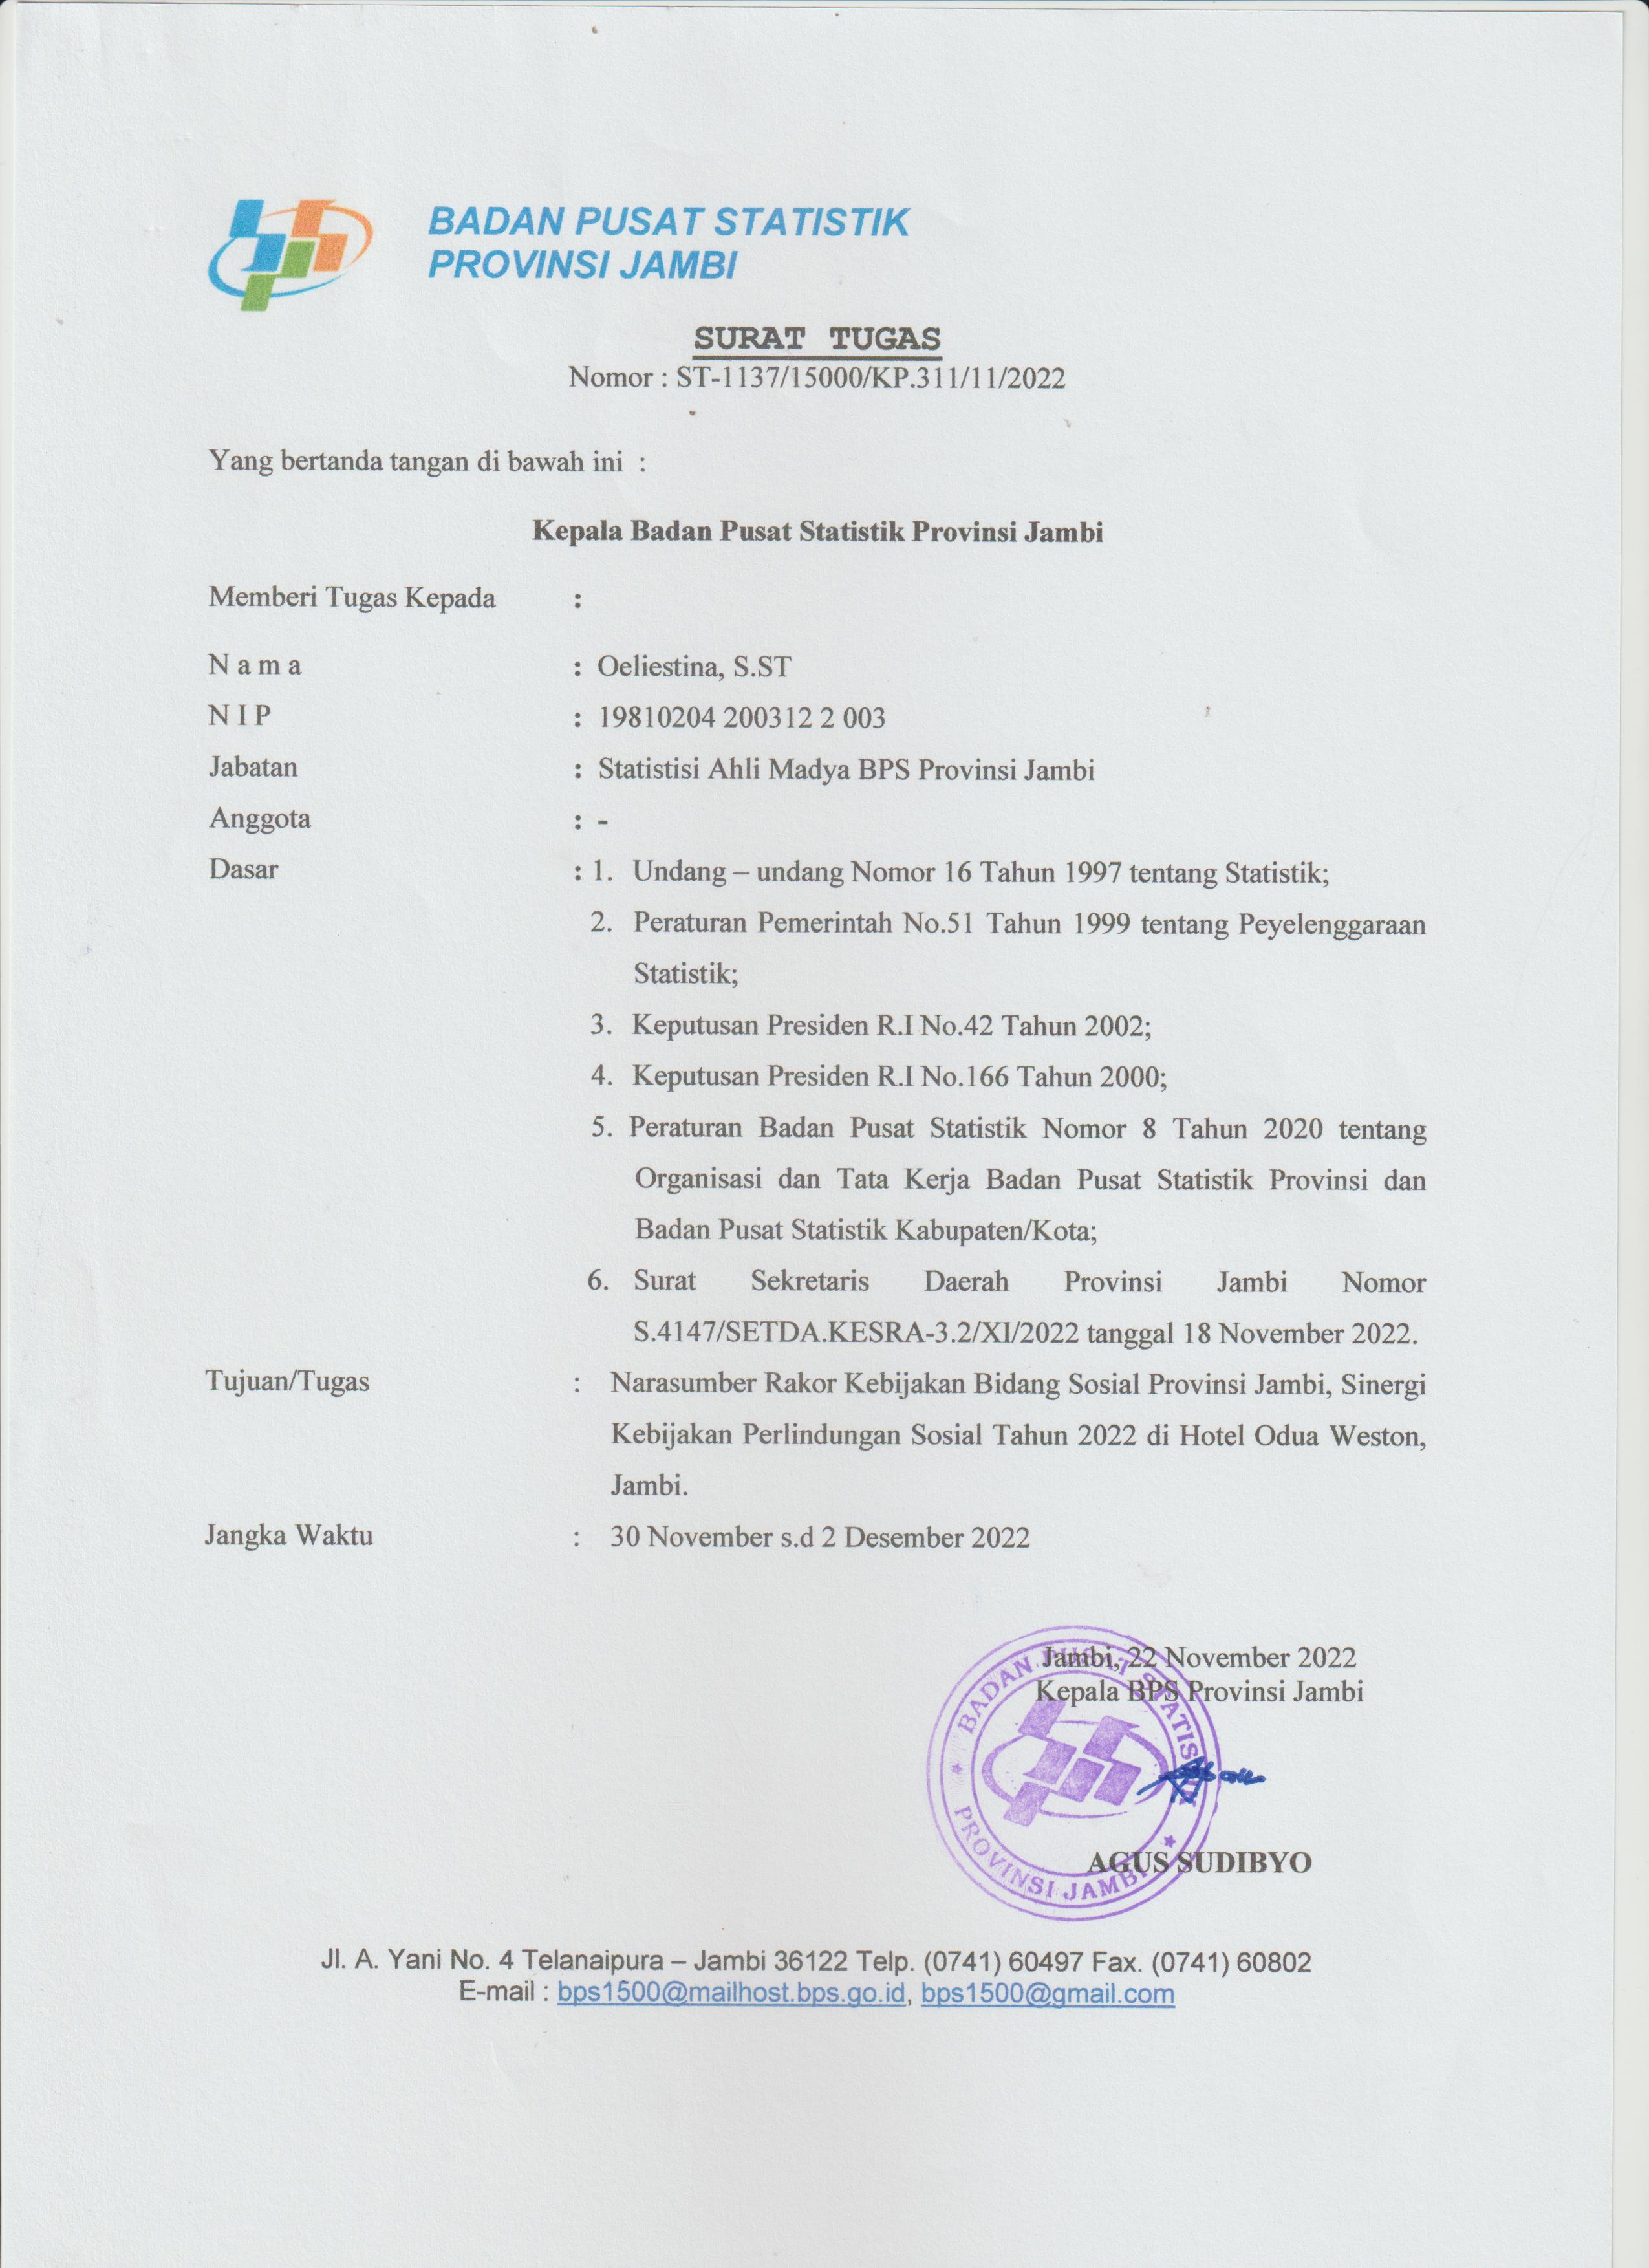 BADAN PUSAT STATISTIK
PROVINSI JAMBI
SURAT TUGAS
Nomor : ST-1137/15000/KP.311/11/2022
Yang bertanda tangan di bawah ini :
Kepala Badan Pusat Statistik Provinsi Jambi
Memberi Tugas Kepada :
N a m a : Oeliestina, S.ST
N I P : 19810204 200312 2 003
Jabatan : Statistisi Ahli Madya BPS Provinsi Jambi
Anggota : -
Dasar : 1. Undang – undang Nomor 16 Tahun 1997 tentang Statistik;
2. Peraturan Pemerintah No.51 Tahun 1999 tentang Peyelenggaraan
Statistik;
3. Keputusan Presiden R.I No.42 Tahun 2002;
4. Keputusan Presiden R.I No.166 Tahun 2000;
5. Peraturan Badan Pusat Statistik Nomor 8 Tahun 2020 tentang
Organisasi dan Tata Kerja Badan Pusat Statistik Provinsi dan
Badan Pusat Statistik Kabupaten/Kota;
6. Surat Sekretaris Daerah Provinsi Jambi Nomor
S.4147/SETDA.KESRA-3.2/XI/2022 tanggal 18 November 2022.
Tujuan/Tugas : Narasumber Rakor Kebijakan Bidang Sosial Provinsi Jambi, Sinergi
Kebijakan Perlindungan Sosial Tahun 2022 di Hotel Odua Weston,
Jambi.
Jangka Waktu : 30 November s.d 2 Desember 2022
Jambi, 22 November 2022
Kepala BPS Provinsi Jambi
BADAN PUSAT STATISTIK
PROVINSI JAMBI
AGUS SUDIBYO
Jl. A. Yani No. 4 Telanaipura – Jambi 36122 Telp. (0741) 60497 Fax. (0741) 60802
E-mail : bps1500@mailhost.bps.go.id, bps1500@gmail.com